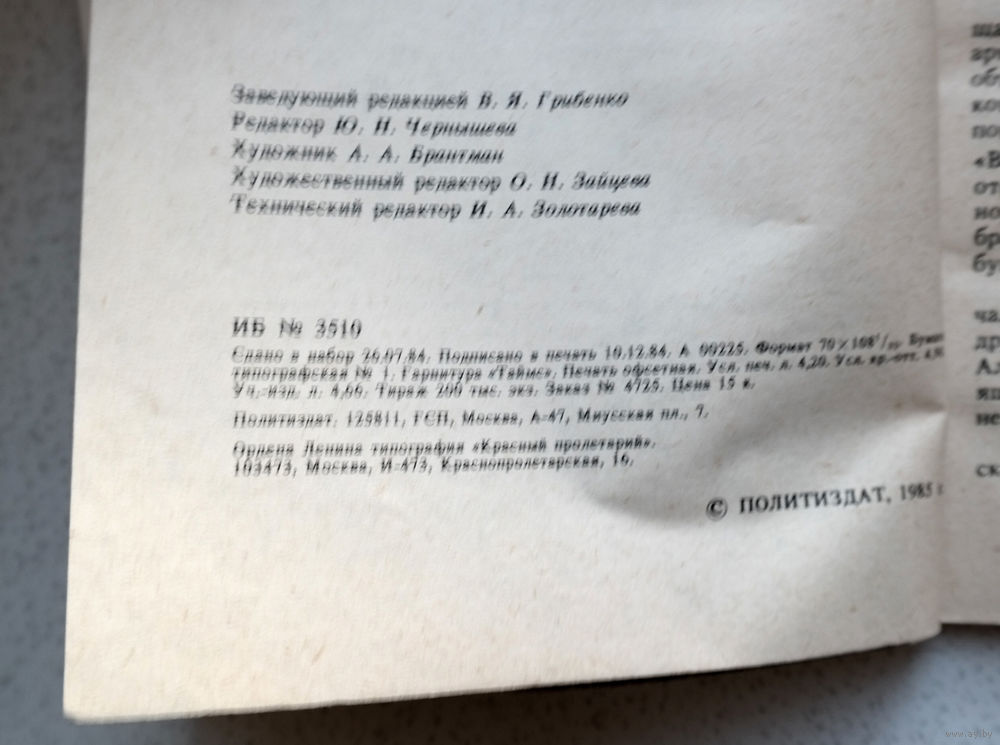 Заведующий редакцией В. Я. Грибенко
Редактор Ю. И. Чернышева
Художник А. А. Брантман
Художественный редактор О. Н. Зайцева
Технический редактор И. А. Золотарева
ИБ № 3510
Сдано в набор 26.07.84. Подписано в печать 10.12.84. А 00225. Формат 70×108¹/₃₂.
типографская № 1. Гарнитура «Таймс». Печать офсетная. Усл. печ. л. 4,20. Усл. кр.-отт.
Уч.-изд. л. 4,66. Тираж 200 тыс. экз. Заказ № 4725. Цена 15 к.
Политиздат. 125811, ГСП, Москва, А-47, Миусская пл., 7.
Ордена Ленина типография «Красный пролетарий».
103473, Москва, И-473, Краснопролетарская, 16.
© ПОЛИТИЗДАТ, 1985 г
www.ay.by